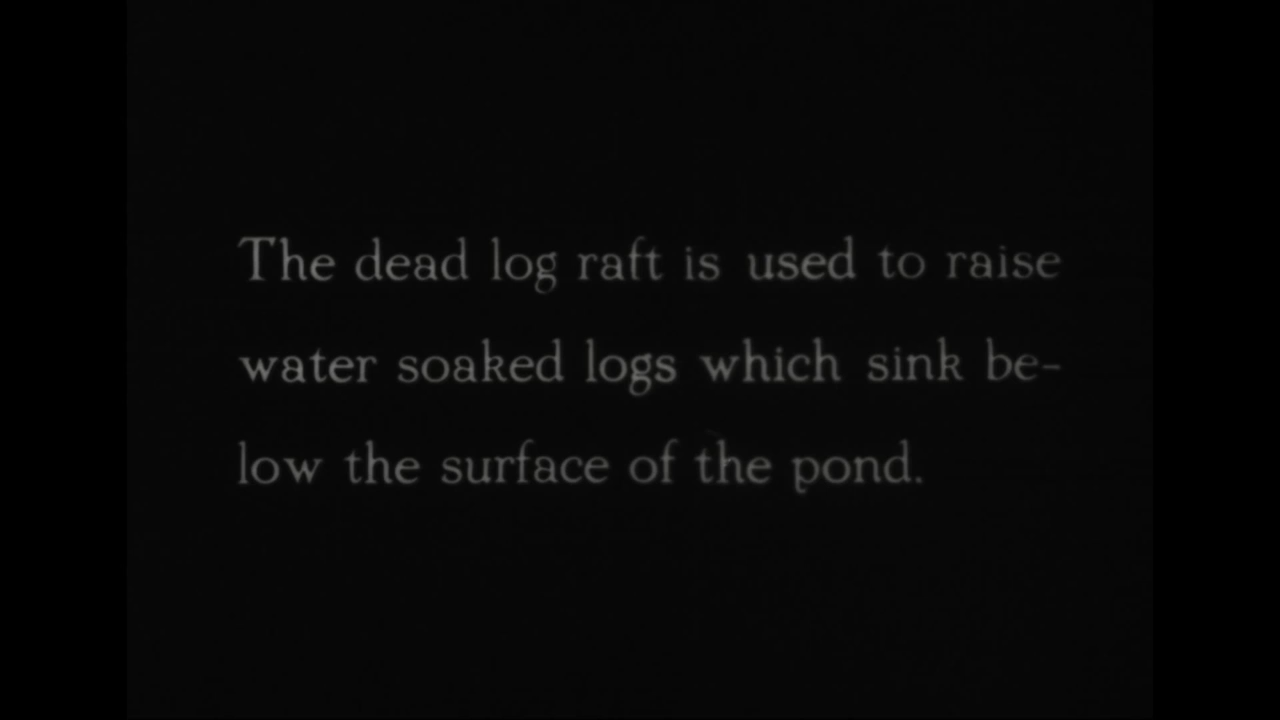 The dead log raft is used to raise
water soaked logs which sink be-
low the surface of the pond.